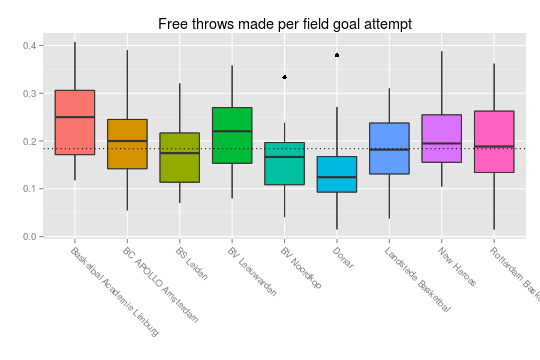 Free throws made per field goal attempt
0.4
0.3
0.2
0.1
0.0
Basketbal Academie Limburg
BC APOLLO Amsterdam
BS Leiden
BV Leeuwarden
BV Noordkop
Donar
Landstede Basketbal
New Heroes
Rotterdam Bask